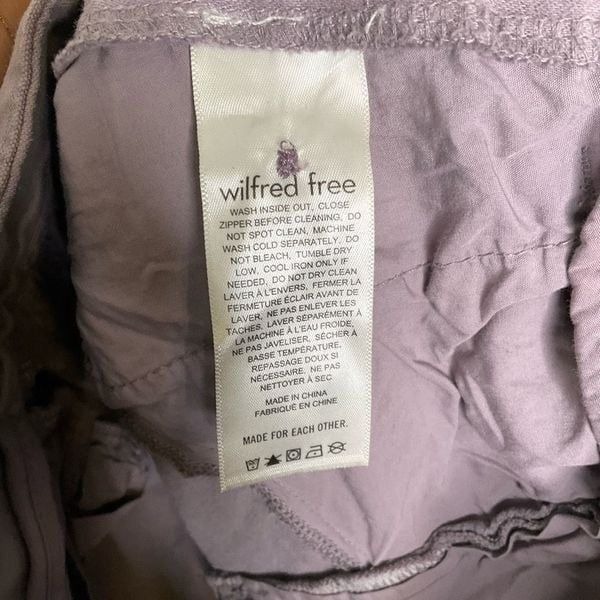 wilfred free
WASH INSIDE OUT, CLOSE
ZIPPER BEFORE CLEANING, DO
NOT SPOT CLEAN, MACHINE
WASH COLD SEPARATELY, DO
NOT BLEACH, TUMBLE DRY
LOW, COOL IRON ONLY IF
NEEDED, DO NOT DRY CLEAN
LAVER À L'ENVERS, FERMER LA
FERMETURE ÉCLAIR AVANT DE
LAVER, NE PAS ENLEVER LES
TACHES, LAVER SÉPARÉMENT À
LA MACHINE À L'EAU FROIDE,
NE PAS JAVELISER, SÉCHER À
BASSE TEMPÉRATURE,
REPASSAGE DOUX SI
NÉCESSAIRE, NE PAS
NETTOYER À SEC
MADE IN CHINA
FABRIQUÉ EN CHINE
MADE FOR EACH OTHER.